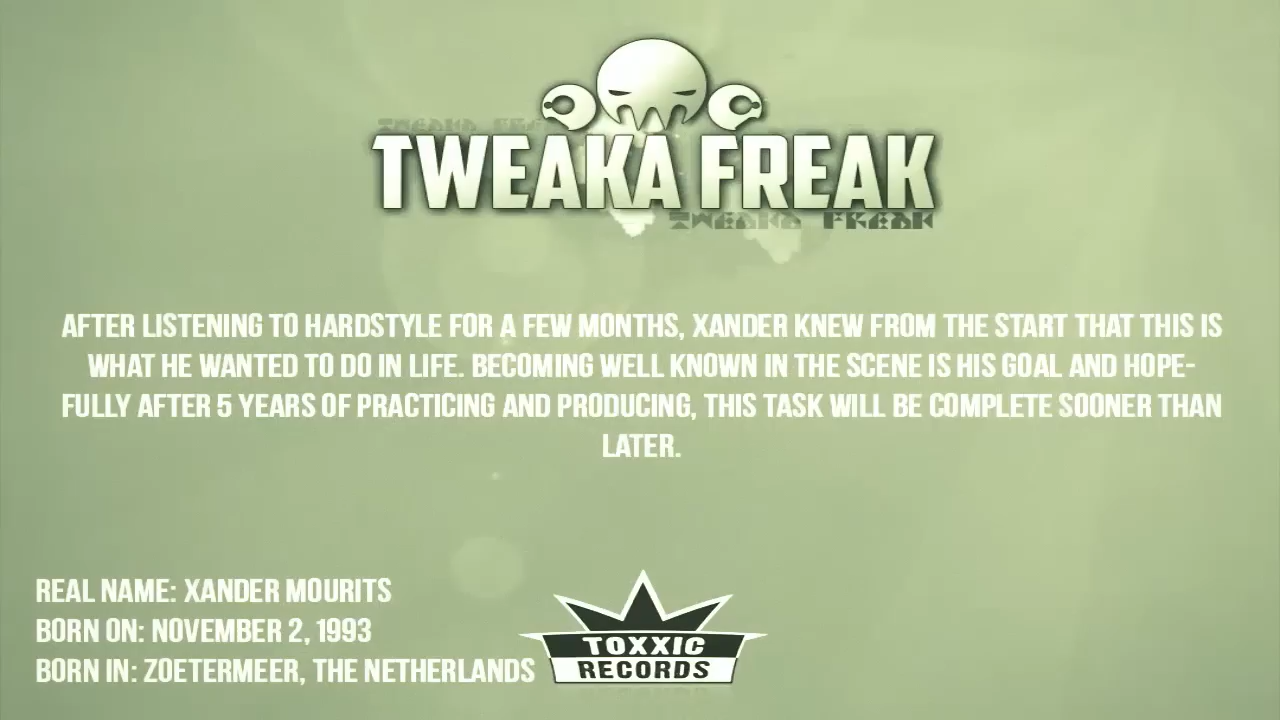 TWEAKA FREAK
TWEAKA FREAK
AFTER LISTENING TO HARDSTYLE FOR A FEW MONTHS, XANDER KNEW FROM THE START THAT THIS IS
WHAT HE WANTED TO DO IN LIFE. BECOMING WELL KNOWN IN THE SCENE IS HIS GOAL AND HOPE-
FULLY AFTER 5 YEARS OF PRACTICING AND PRODUCING, THIS TASK WILL BE COMPLETE SOONER THAN
LATER.
REAL NAME: XANDER MOURITS
BORN ON: NOVEMBER 2, 1993
BORN IN: ZOETERMEER, THE NETHERLANDS
TOXXIC
RECORDS